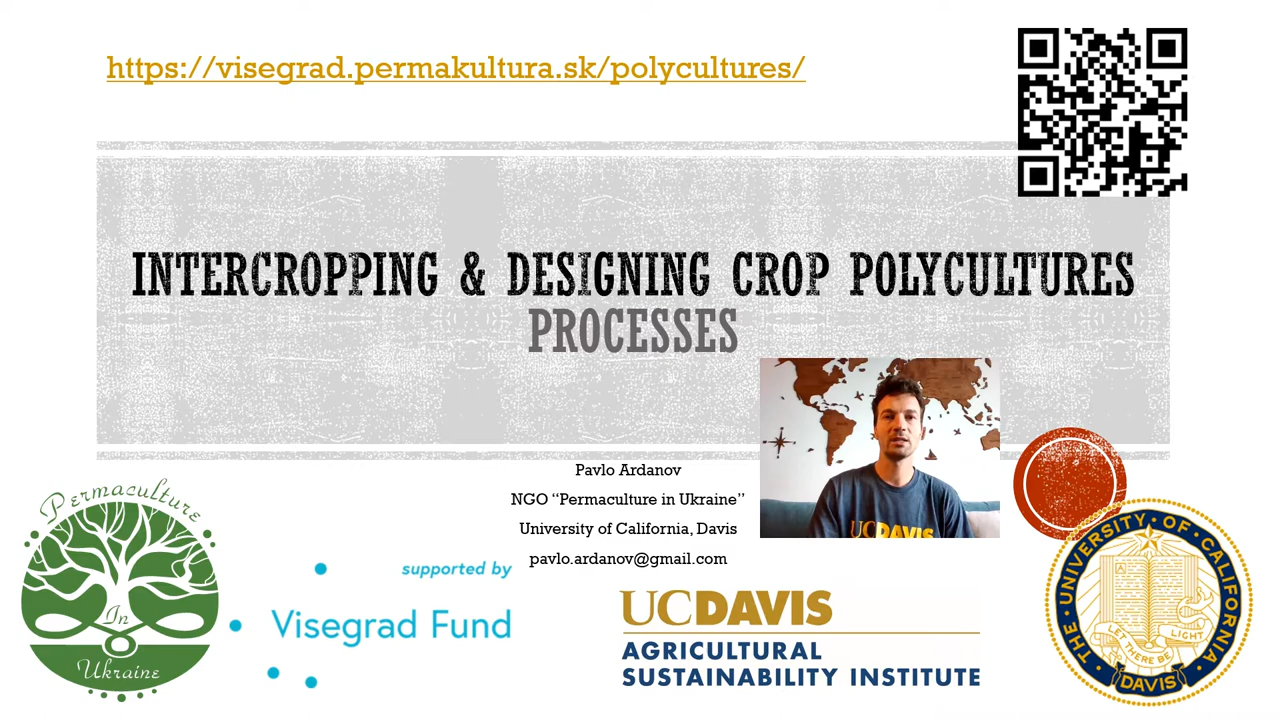 https://visegrad.permakultura.sk/polycultures/
INTERCROPPING & DESIGNING CROP POLYCULTURES
PROCESSES
Pavlo Ardanov
NGO “Permaculture in Ukraine”
University of California, Davis
pavlo.ardanov@gmail.com
UCDAVIS
Permaculture
In
Ukraine
supported by
Visegrad Fund
UCDAVIS
AGRICULTURAL
SUSTAINABILITY INSTITUTE
THE UNIVERSITY OF CALIFORNIA
LET THERE BE LIGHT
DAVIS